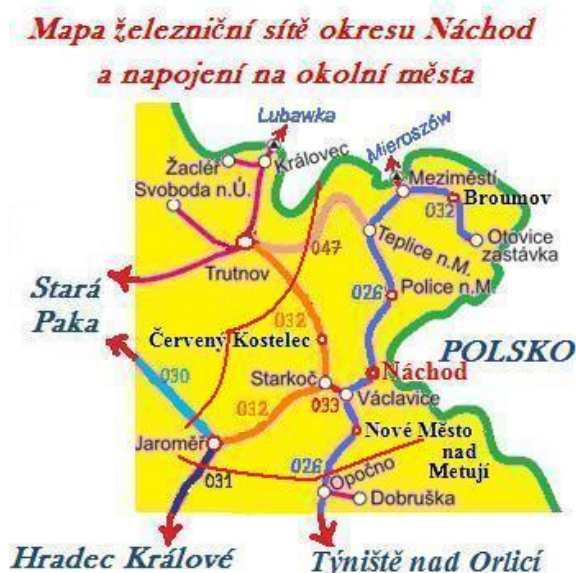 Mapa železniční sítě okresu Náchod
a napojení na okolní města
Lubawka
Mieroszów
Žacléř
Královec
Svoboda n.Ú.
Meziměstí
Broumov
032
Teplice n.M.
Otovice
zastávka
047
Trutnov
026
Police n.M.
Stará
Paka
032
Červený Kostelec
POLSKO
030
Starkoč
Náchod
033
Václavice
032
Jaroměř
Nové Město
nad
Metují
026
031
Opočno
Dobruška
Hradec Králové
Týniště nad Orlicí